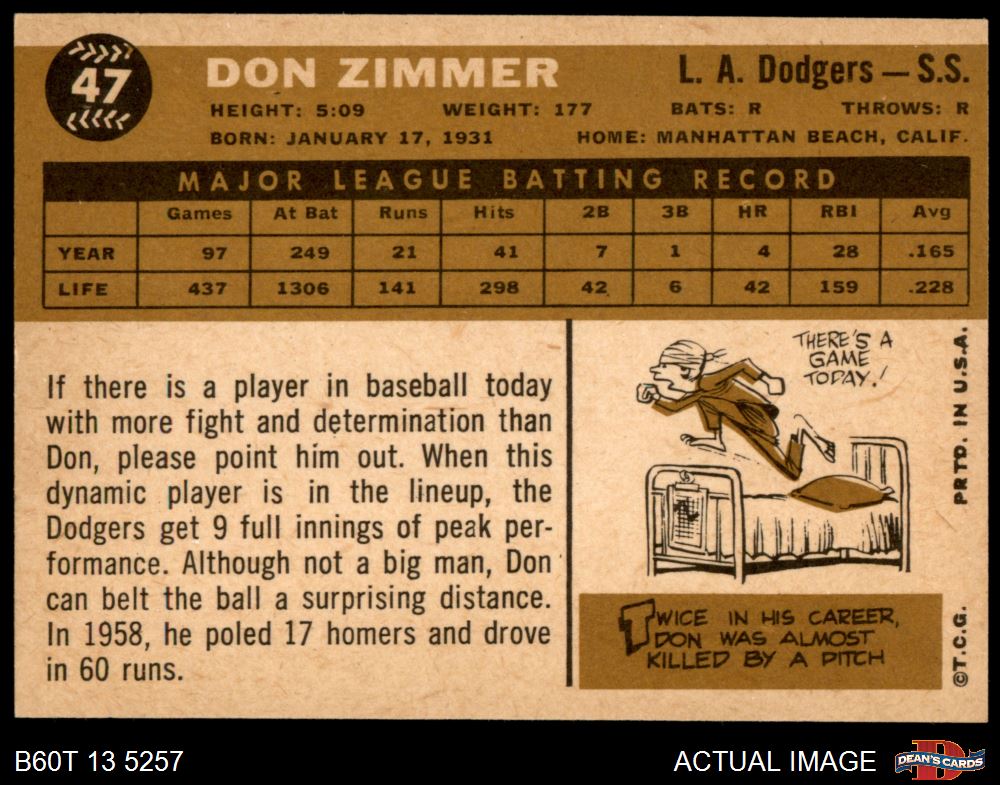 47
DON ZIMMER
L. A. Dodgers — S.S.
HEIGHT: 5:09 WEIGHT: 177 BATS: R THROWS: R
BORN: JANUARY 17, 1931 HOME: MANHATTAN BEACH, CALIF.
MAJOR LEAGUE BATTING RECORD
Games At Bat Runs Hits 2B 3B HR RBI Avg
YEAR 97 249 21 41 7 1 4 28 .165
LIFE 437 1306 141 298 42 6 42 159 .228
If there is a player in baseball today
with more fight and determination than
Don, please point him out. When this
dynamic player is in the lineup, the
Dodgers get 9 full innings of peak per-
formance. Although not a big man, Don
can belt the ball a surprising distance.
In 1958, he poled 17 homers and drove
in 60 runs.
THERE'S A
GAME
TODAY!
TWICE IN HIS CAREER,
DON WAS ALMOST
KILLED BY A PITCH
©T.C.G. PRTD. IN U.S.A.
B60T 13 5257
ACTUAL IMAGE
DEAN'S CARDS